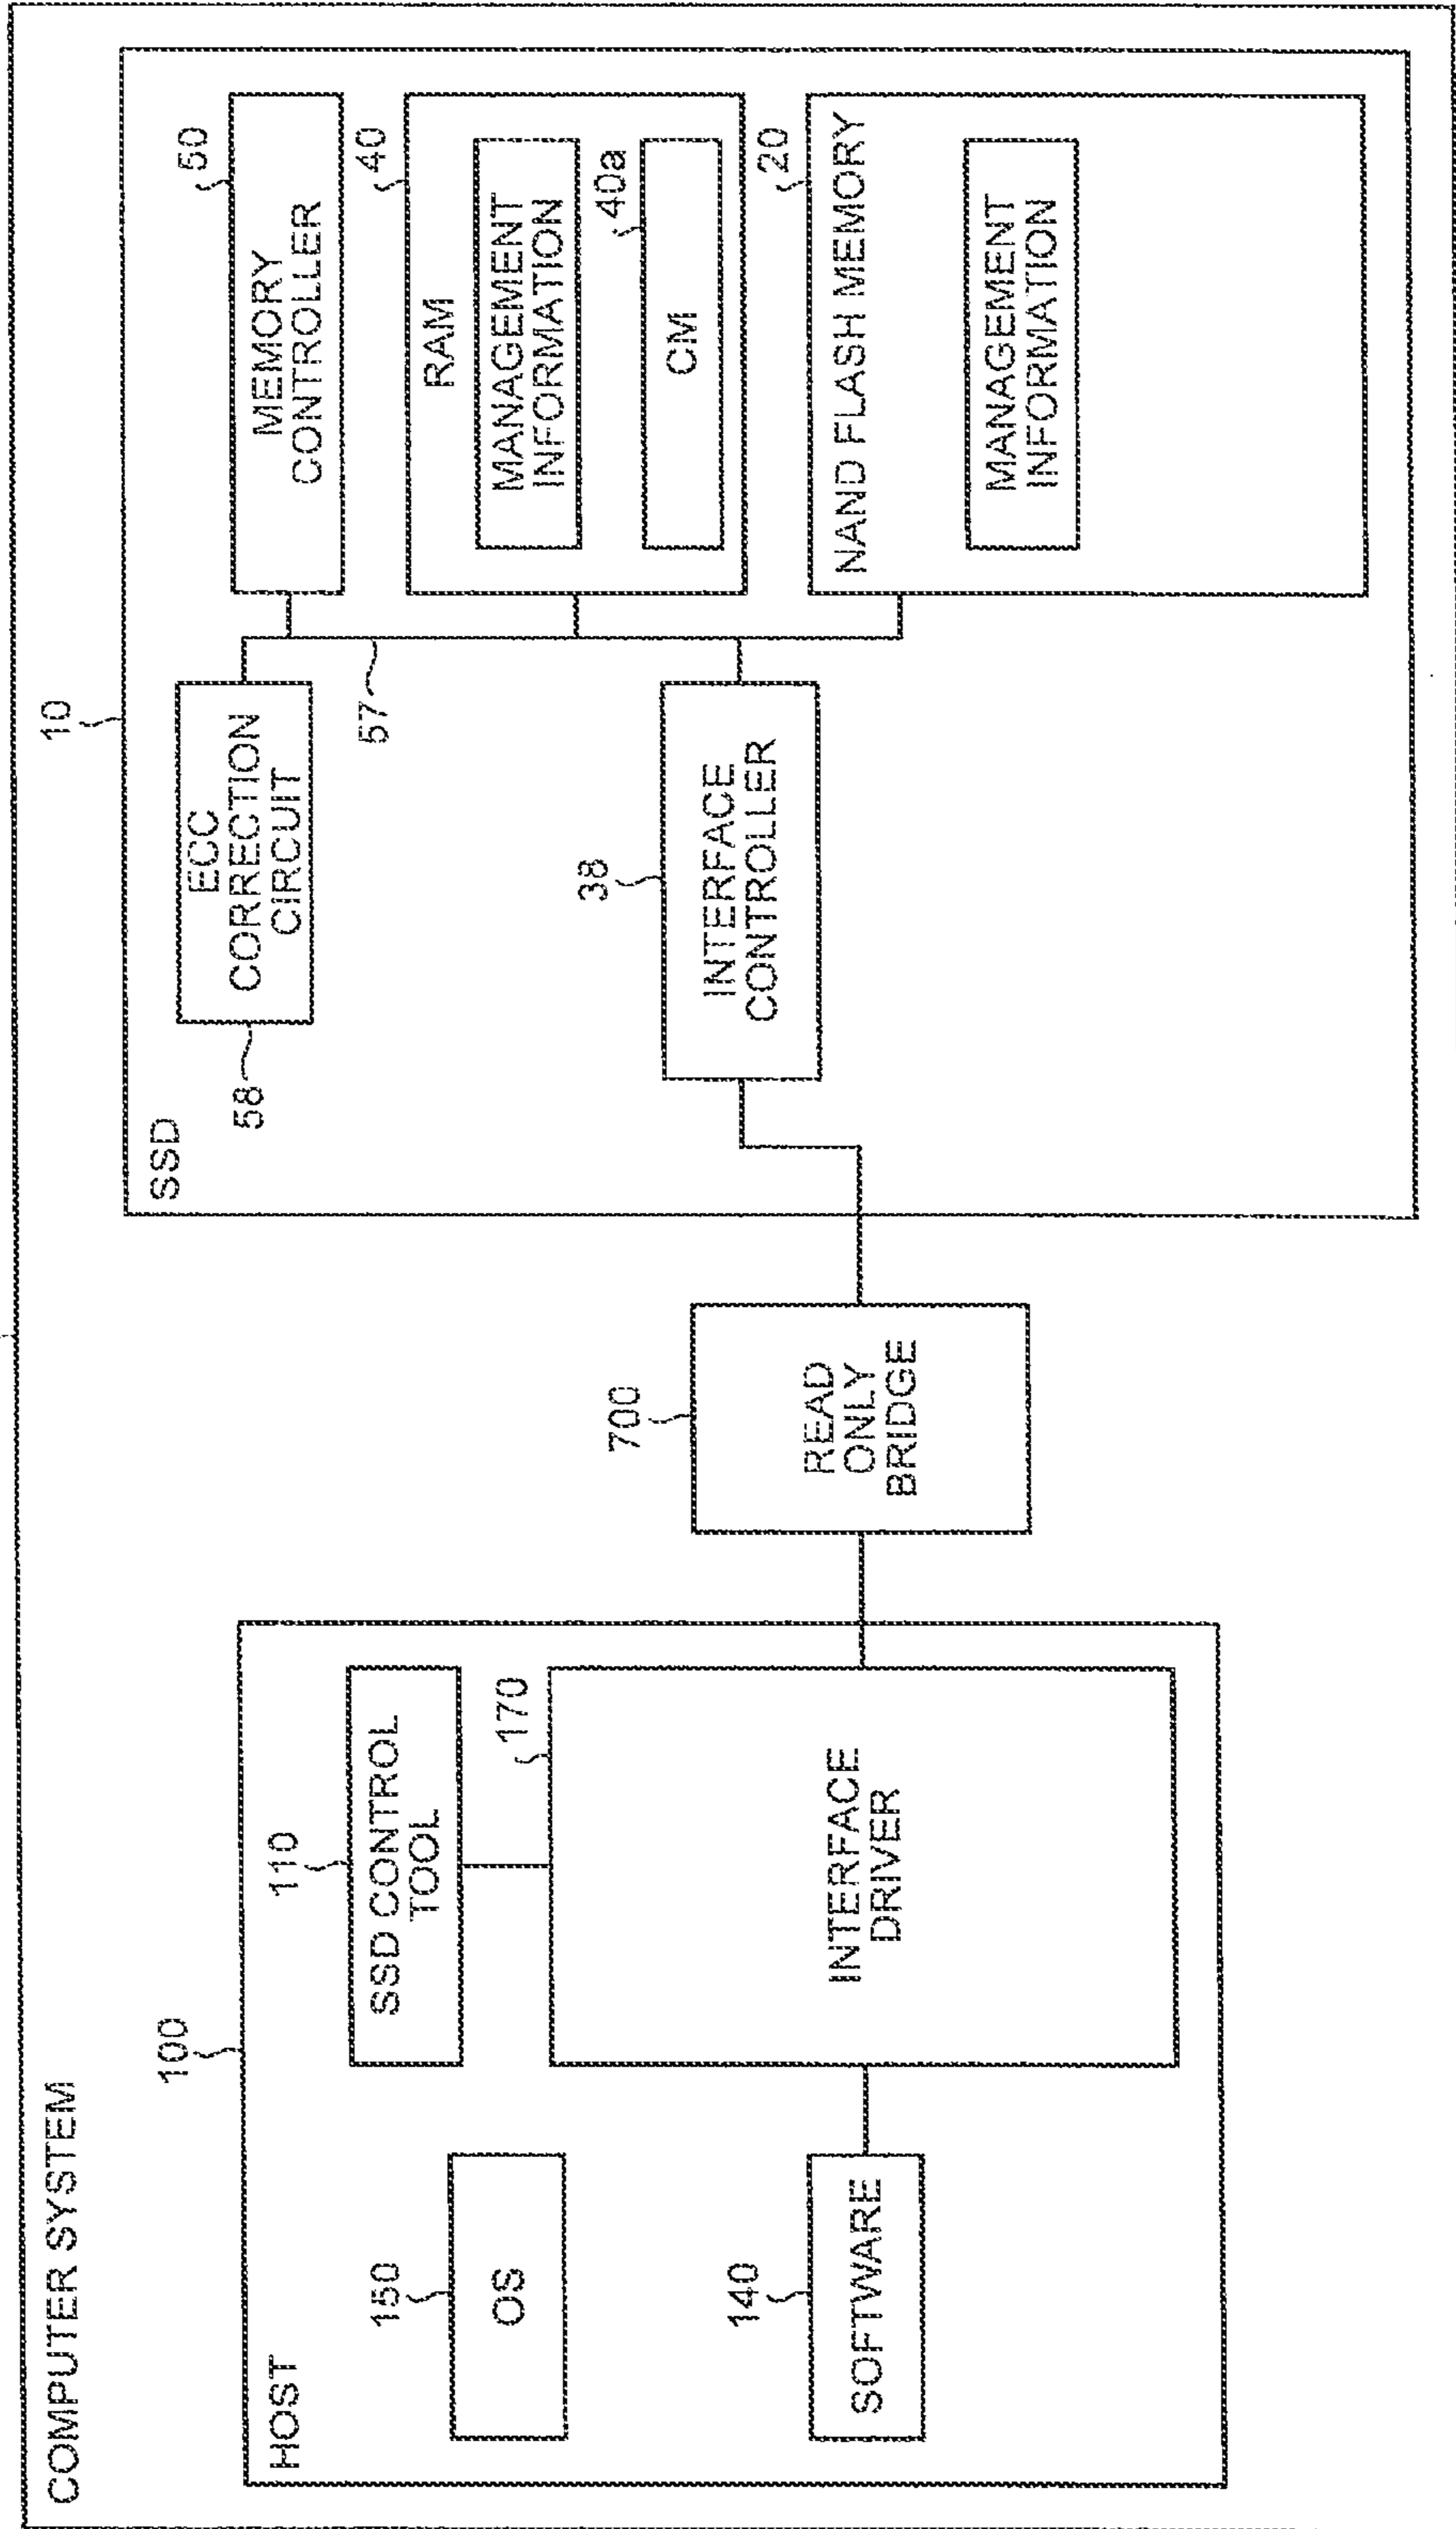 COMPUTER SYSTEM
100
HOST
150
OS
140
SOFTWARE
110
SSD CONTROL
TOOL
170
INTERFACE
DRIVER
700
READ
ONLY
BRIDGE
10
SSD
58
ECC
CORRECTION
CIRCUIT
57
38
INTERFACE
CONTROLLER
50
MEMORY
CONTROLLER
40
RAM
MANAGEMENT
INFORMATION
40a
CM
20
NAND FLASH MEMORY
MANAGEMENT
INFORMATION